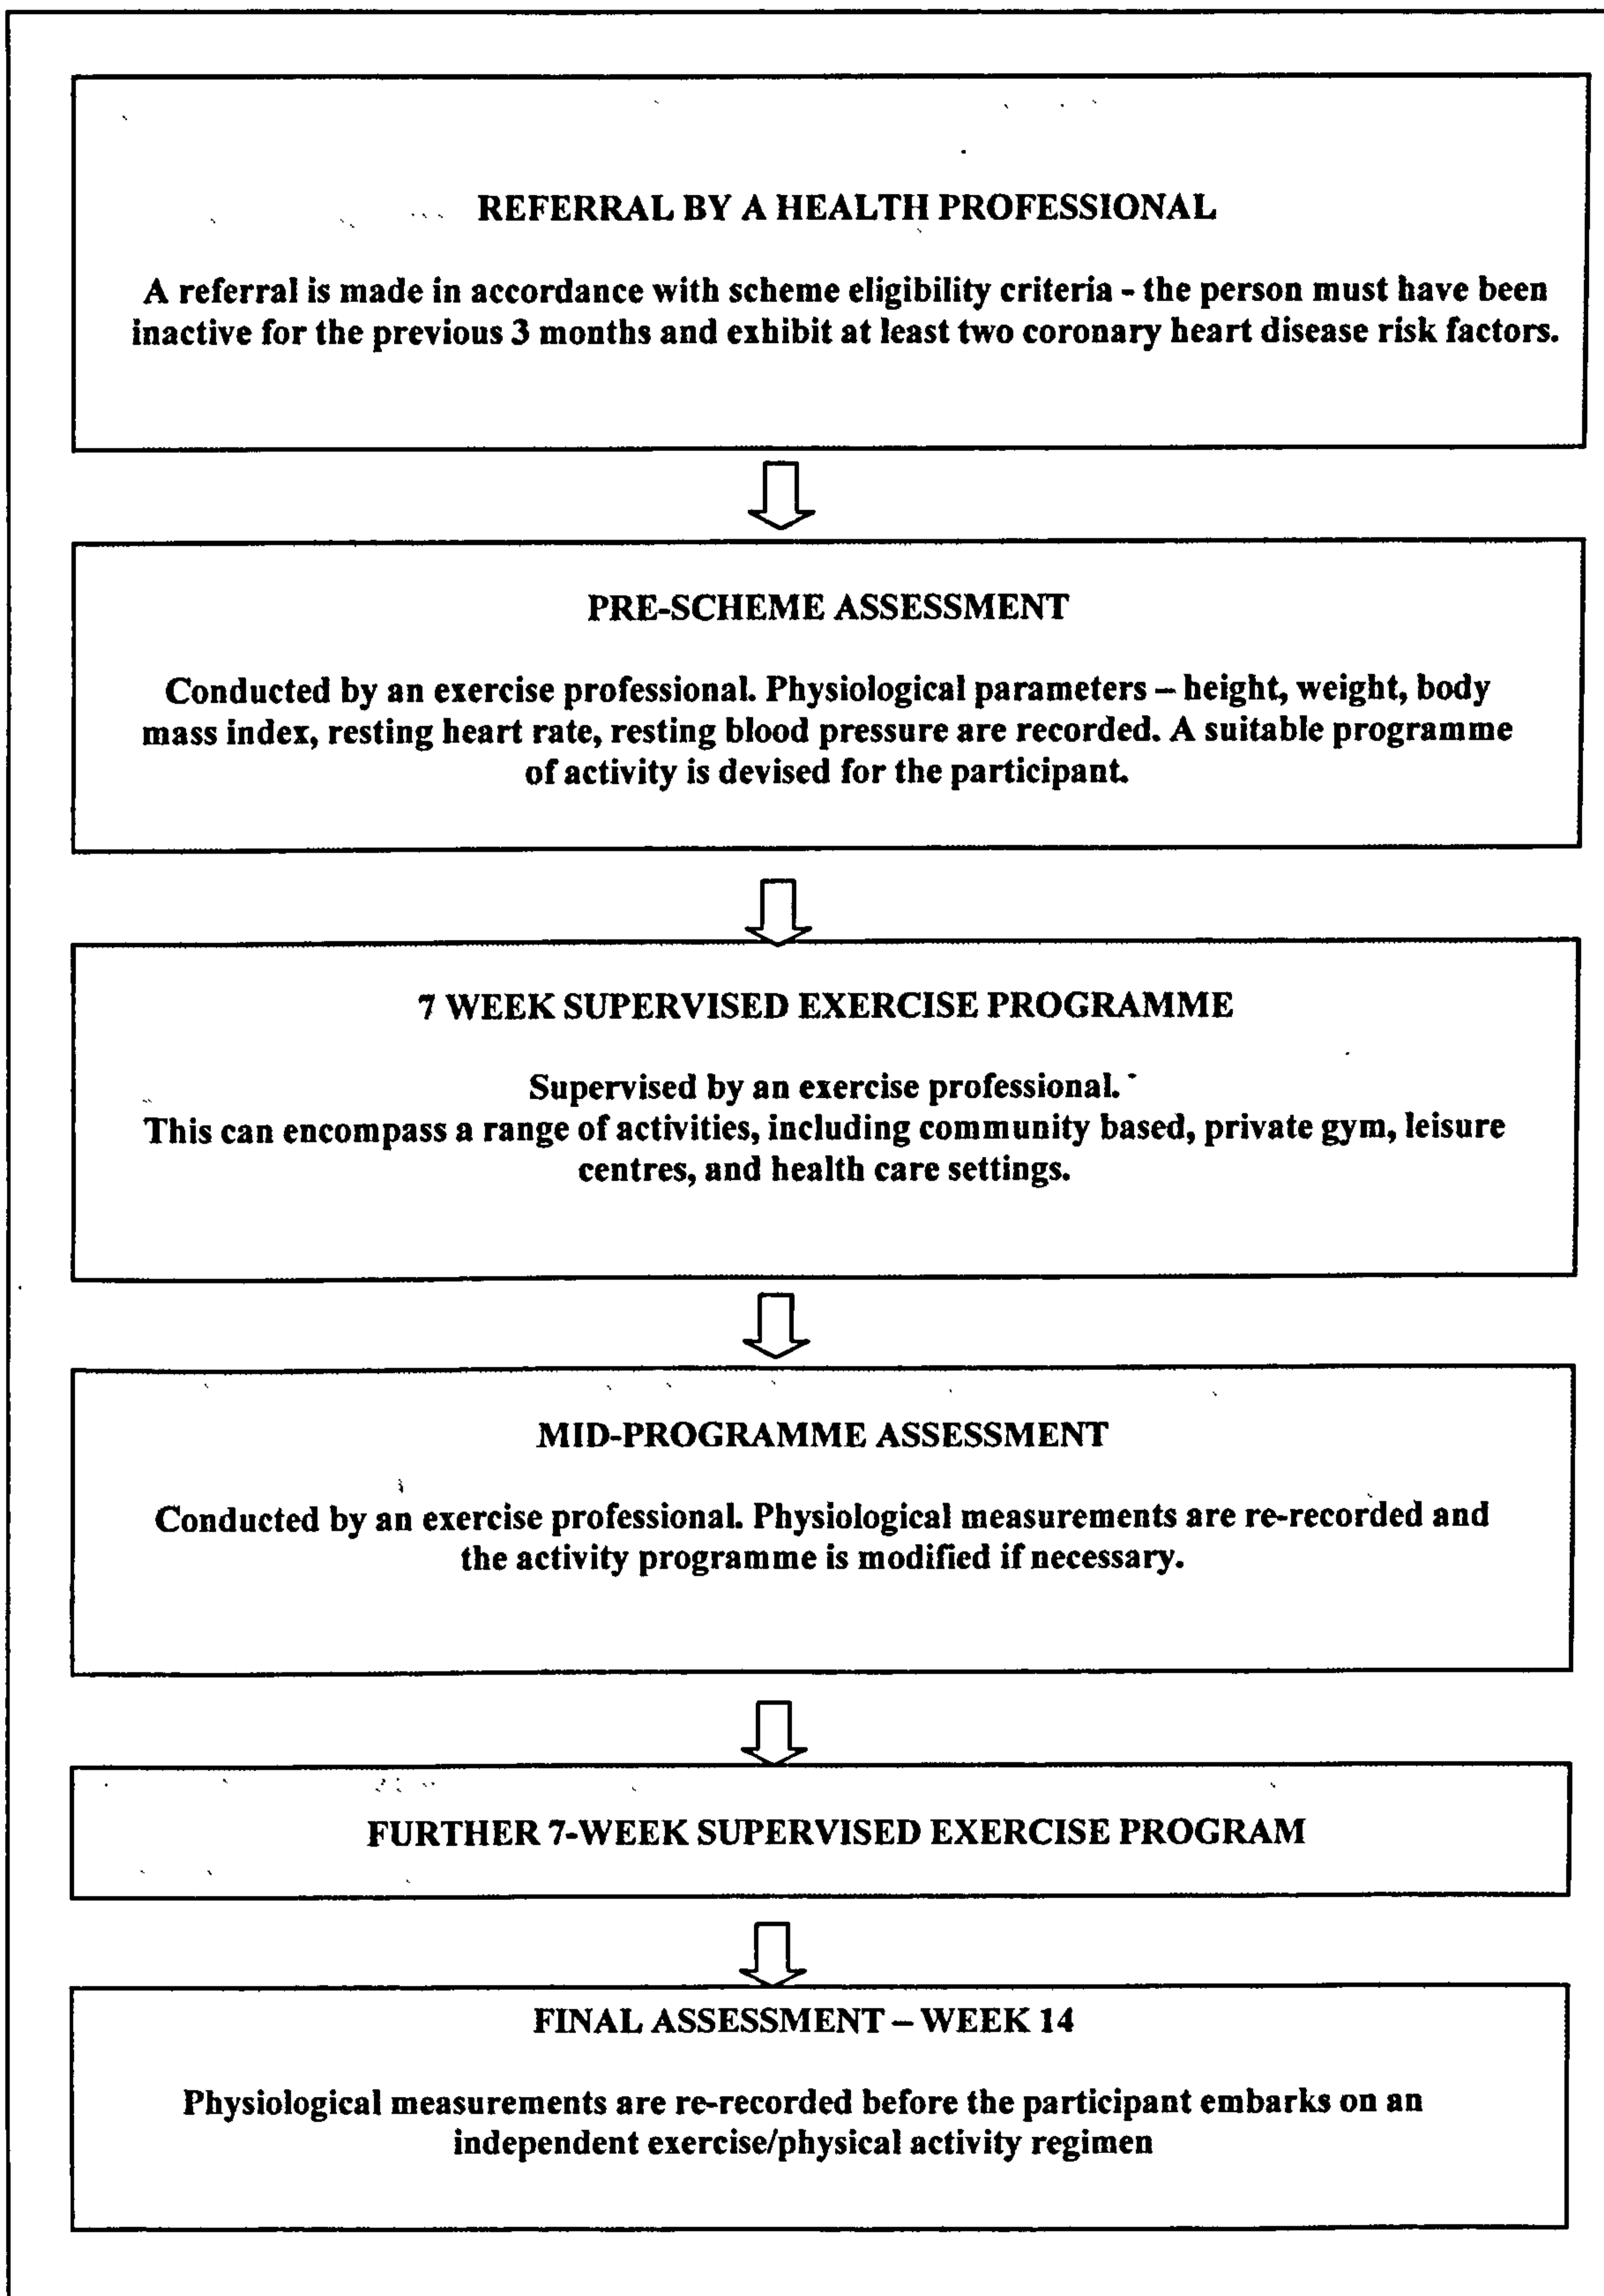 REFERRAL BY A HEALTH PROFESSIONAL
A referral is made in accordance with scheme eligibility criteria - the person must have been
inactive for the previous 3 months and exhibit at least two coronary heart disease risk factors.
PRE-SCHEME ASSESSMENT
Conducted by an exercise professional. Physiological parameters – height, weight, body
mass index, resting heart rate, resting blood pressure are recorded. A suitable programme
of activity is devised for the participant.
7 WEEK SUPERVISED EXERCISE PROGRAMME
Supervised by an exercise professional.
This can encompass a range of activities, including community based, private gym, leisure
centres, and health care settings.
MID-PROGRAMME ASSESSMENT
Conducted by an exercise professional. Physiological measurements are re-recorded and
the activity programme is modified if necessary.
FURTHER 7-WEEK SUPERVISED EXERCISE PROGRAM
FINAL ASSESSMENT – WEEK 14
Physiological measurements are re-recorded before the participant embarks on an
independent exercise/physical activity regimen